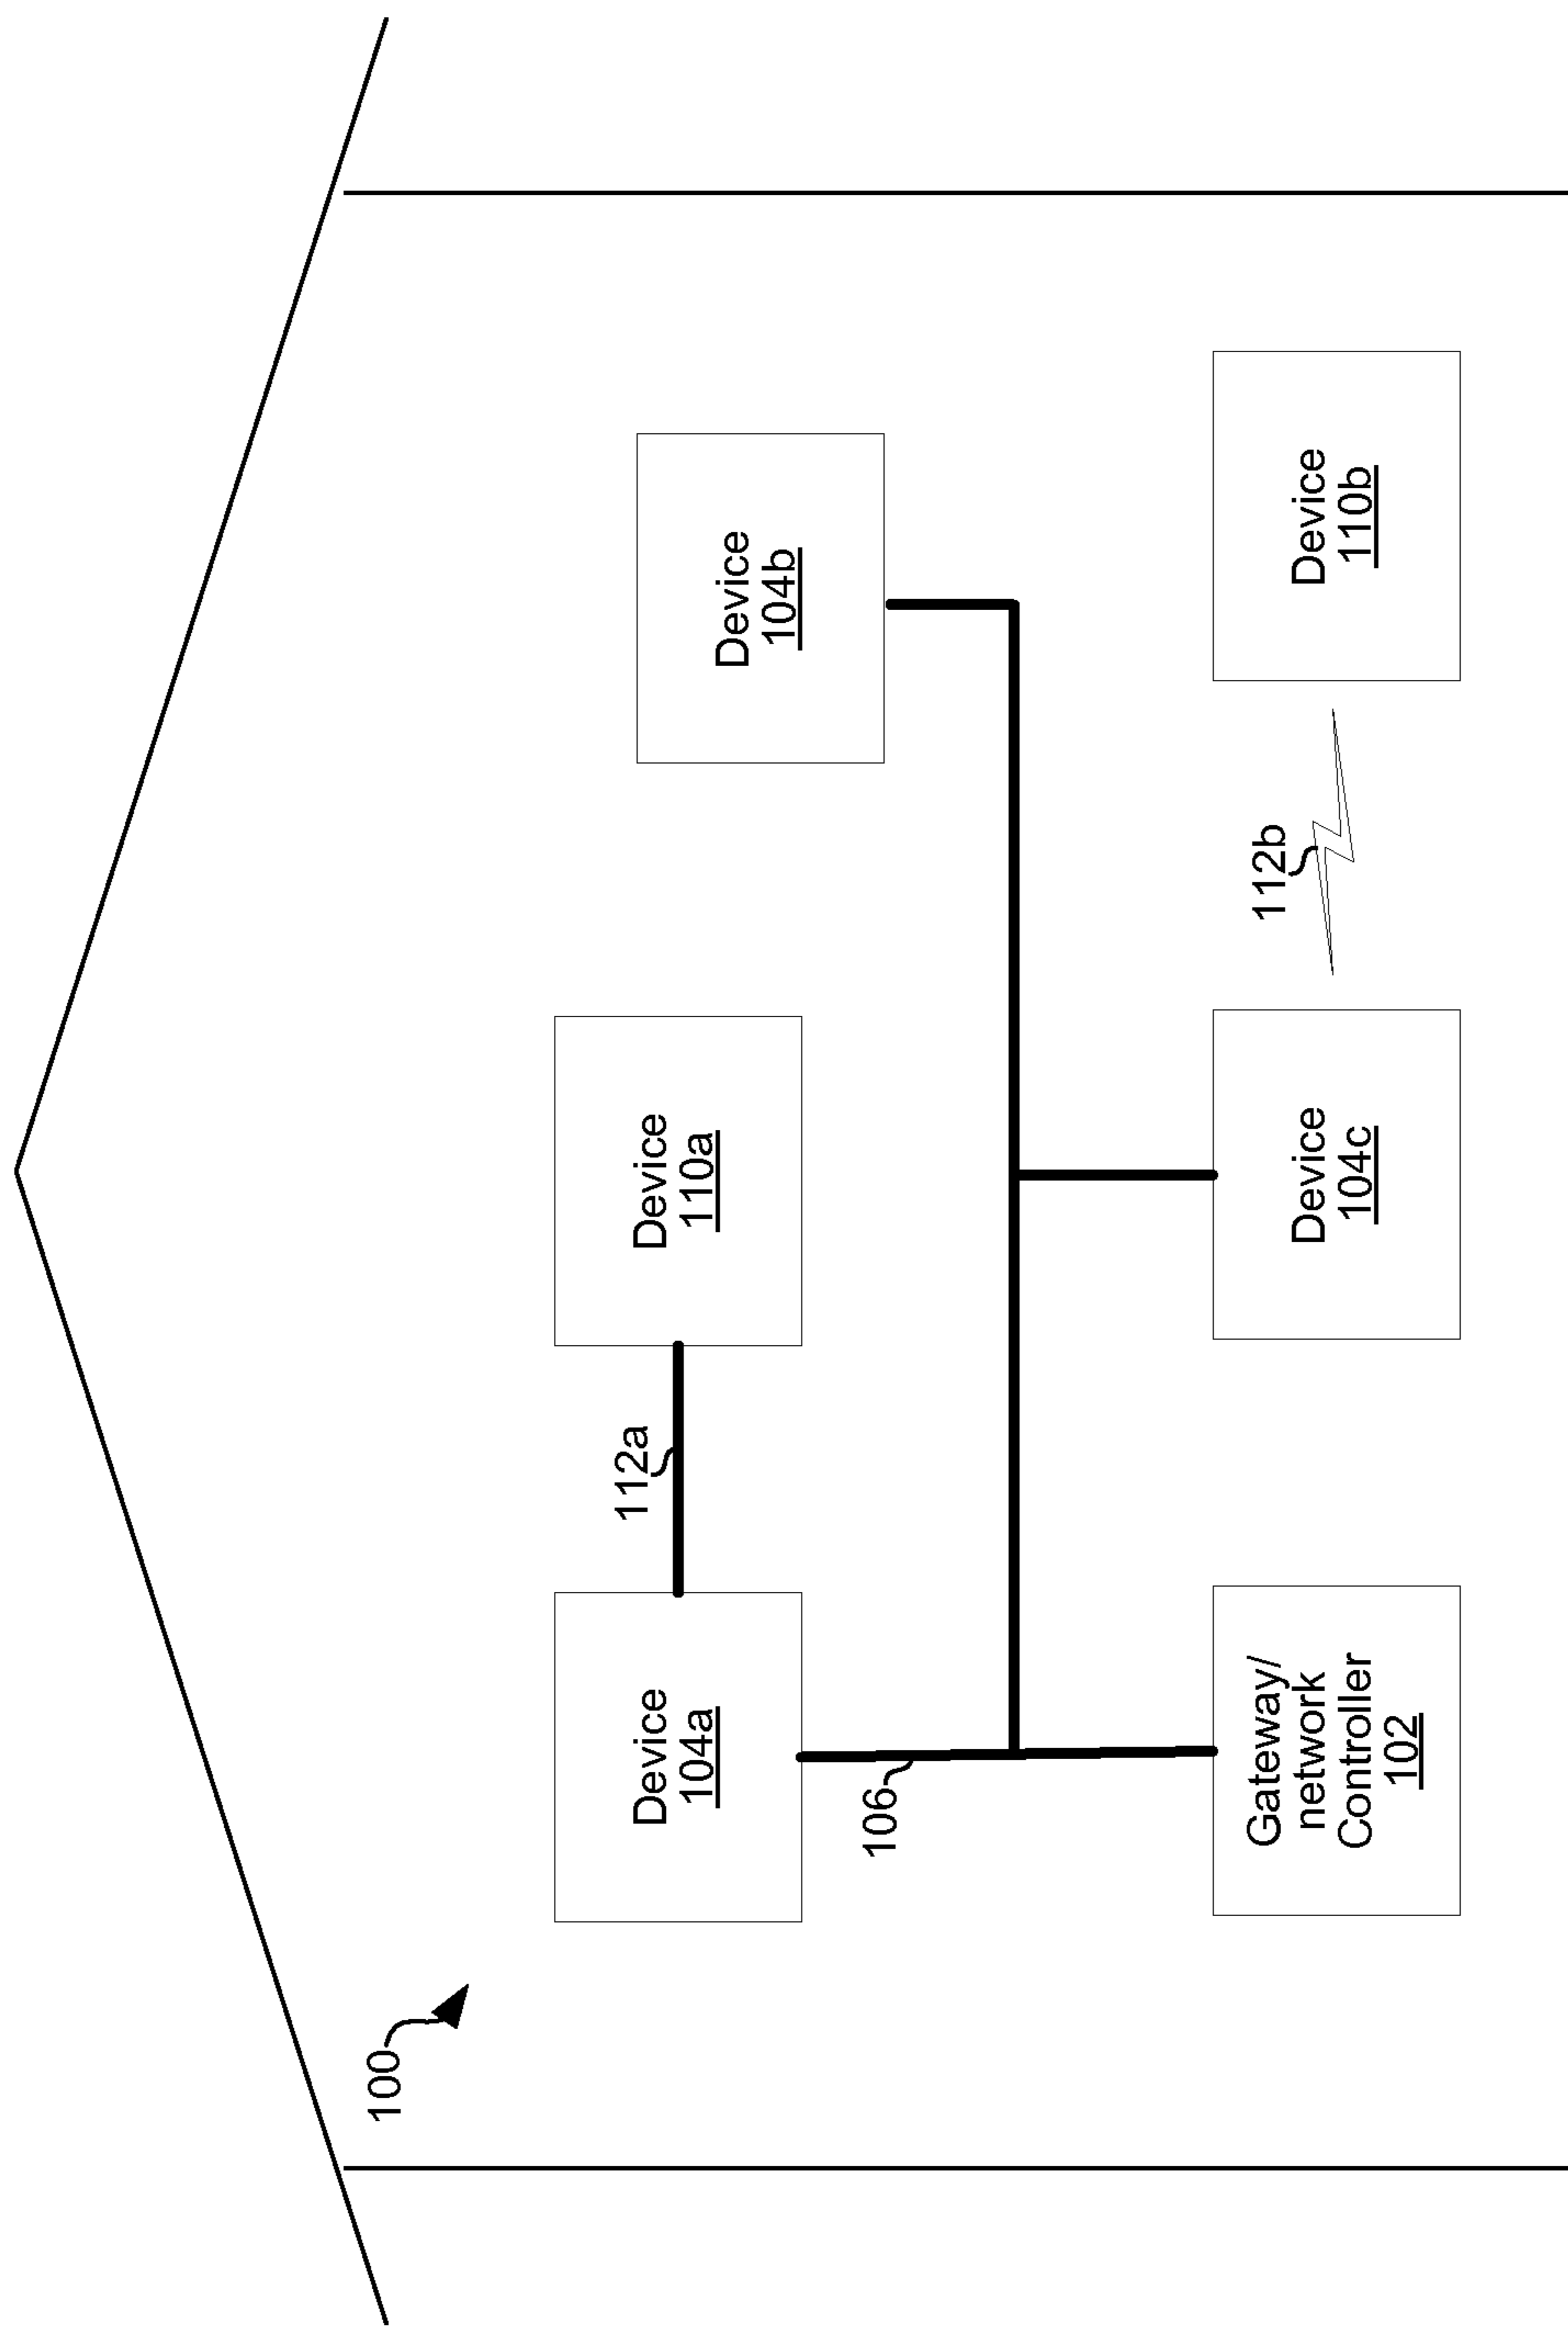 100
Device
104a
112a
Device
110a
Device
104b
106
Gateway/
network
Controller
102
Device
104c
112b
Device
110b